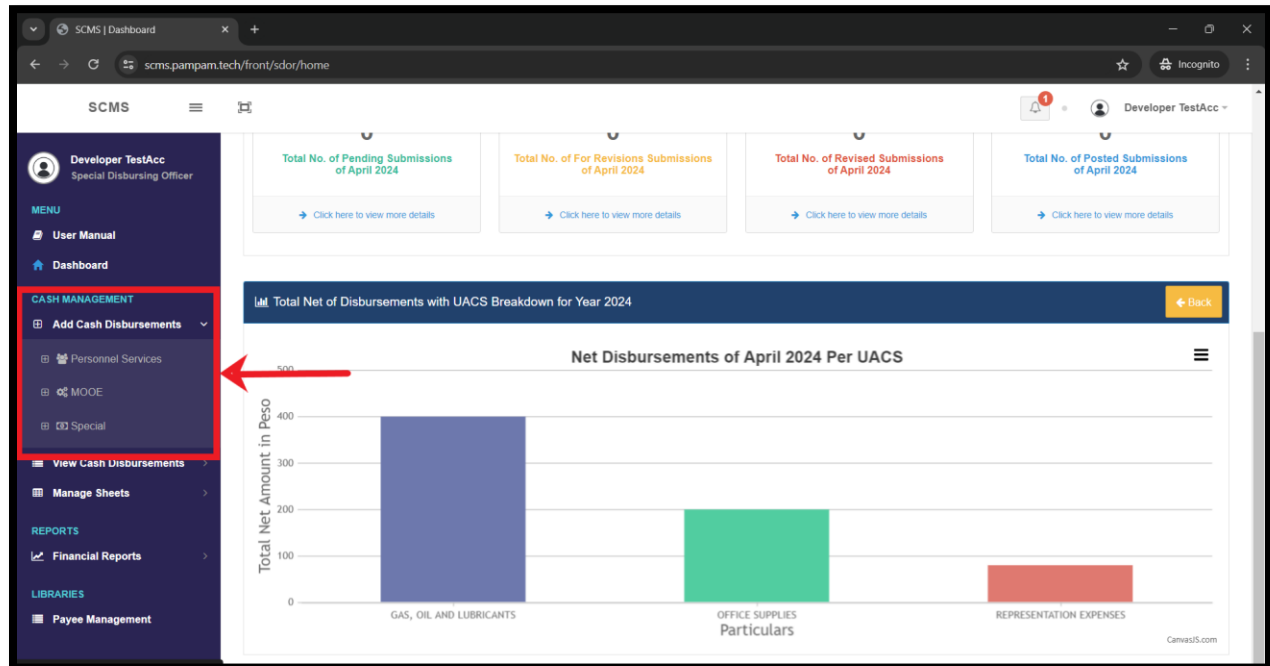 SCMS | Dashboard
scms.pampam.tech/front/sdor/home
Incognito
SCMS
1
Developer TestAcc
Developer TestAcc
Special Disbursing Officer
MENU
User Manual
Dashboard
CASH MANAGEMENT
Add Cash Disbursements
Personnel Services
MOOE
Special
View Cash Disbursements
Manage Sheets
REPORTS
Financial Reports
LIBRARIES
Payee Management
0 0 0 0
Total No. of Pending Submissions
of April 2024
Total No. of For Revisions Submissions
of April 2024
Total No. of Revised Submissions
of April 2024
Total No. of Posted Submissions
of April 2024
Click here to view more details
Click here to view more details
Click here to view more details
Click here to view more details
Total Net of Disbursements with UACS Breakdown for Year 2024
Back
Net Disbursements of April 2024 Per UACS
Total Net Amount in Peso
500
400
300
200
100
0
GAS, OIL AND LUBRICANTS
OFFICE SUPPLIES
REPRESENTATION EXPENSES
Particulars
CanvasJS.com